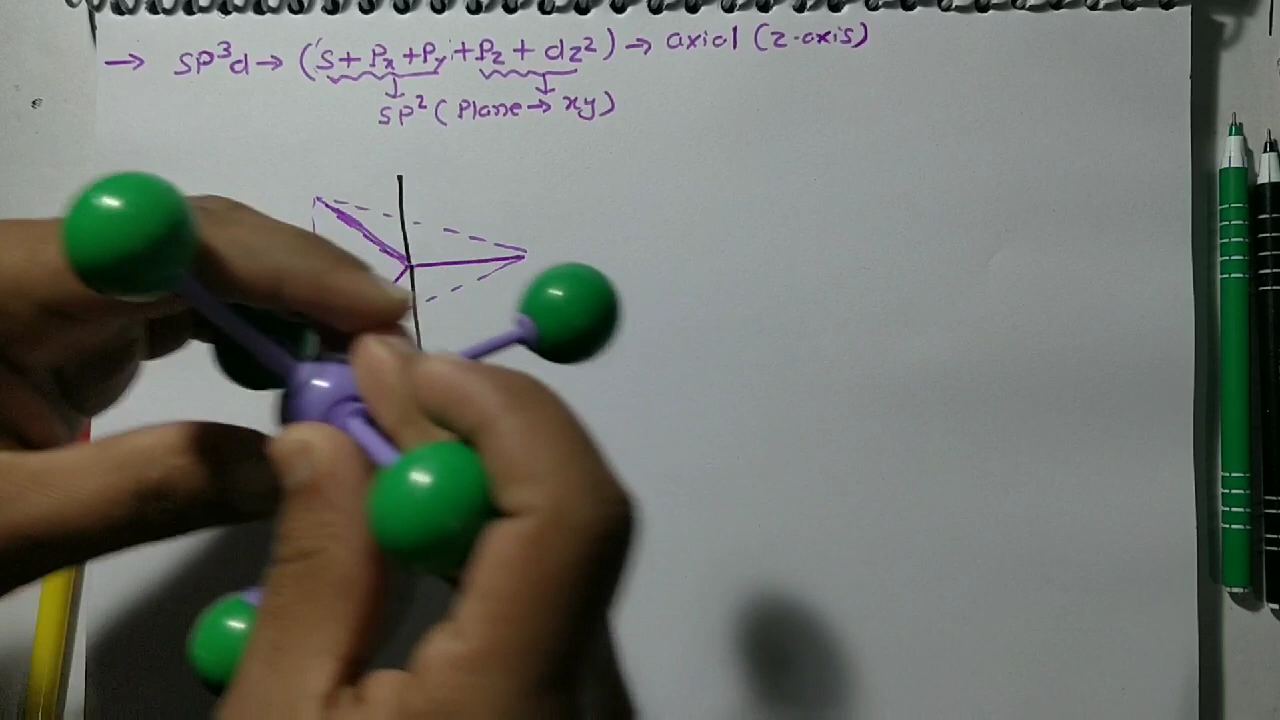 → sp³d → (s + Px + Py + Pz + dz²) → axial (z-axis)
sp² (Plane → xy)